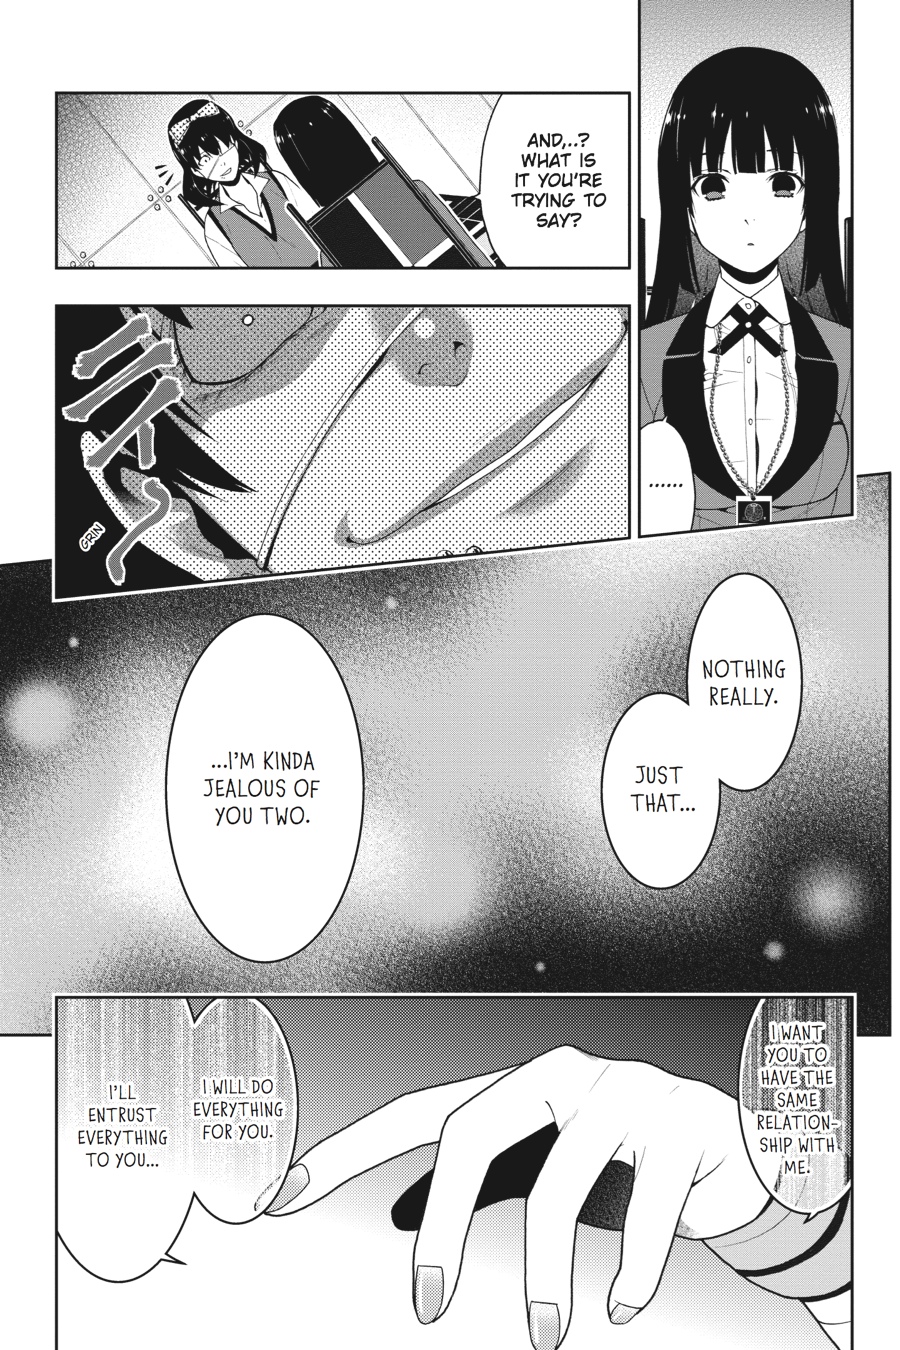 ......
AND,..?
WHAT IS
IT YOU'RE
TRYING TO
SAY?
ニィ〜
GRIN
NOTHING
REALLY.
JUST
THAT...
...I'M KINDA
JEALOUS OF
YOU TWO.
I WANT
YOU TO
HAVE THE
SAME
RELATION-
SHIP WITH
ME.
I WILL DO
EVERYTHING
FOR YOU.
I'LL
ENTRUST
EVERYTHING
TO YOU...